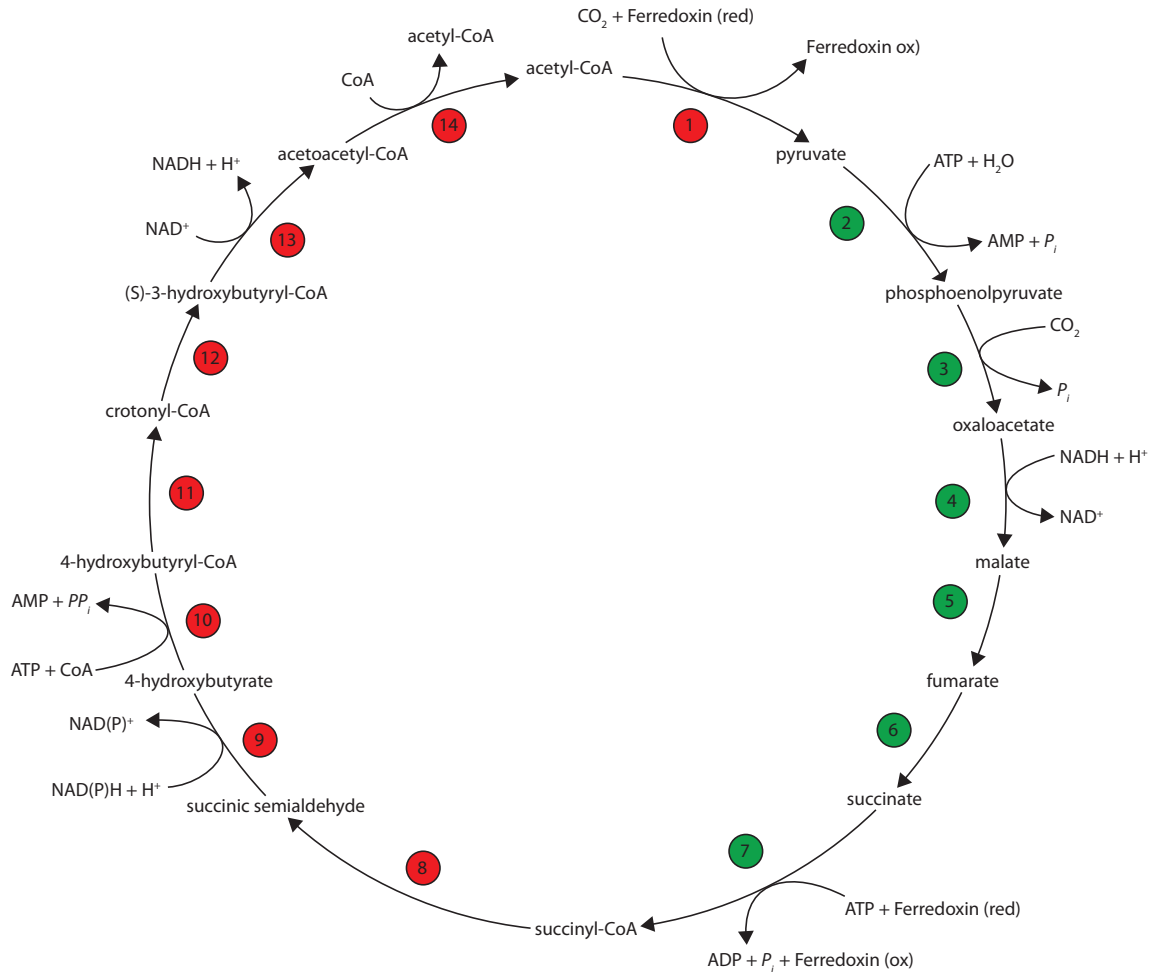 CO₂ + Ferredoxin (red)
acetyl-CoA
Ferredoxin ox)
acetyl-CoA
CoA
14
1
acetoacetyl-CoA
pyruvate
NADH + H⁺
ATP + H₂O
NAD⁺
13
2
AMP + Pᵢ
(S)-3-hydroxybutyryl-CoA
phosphoenolpyruvate
CO₂
12
3
Pᵢ
crotonyl-CoA
oxaloacetate
NADH + H⁺
11
4
NAD⁺
4-hydroxybutyryl-CoA
malate
AMP + PPᵢ
10
5
ATP + CoA
4-hydroxybutyrate
fumarate
NAD(P)⁺
9
6
NAD(P)H + H⁺
succinic semialdehyde
succinate
8
7
ATP + Ferredoxin (red)
succinyl-CoA
ADP + Pᵢ + Ferredoxin (ox)